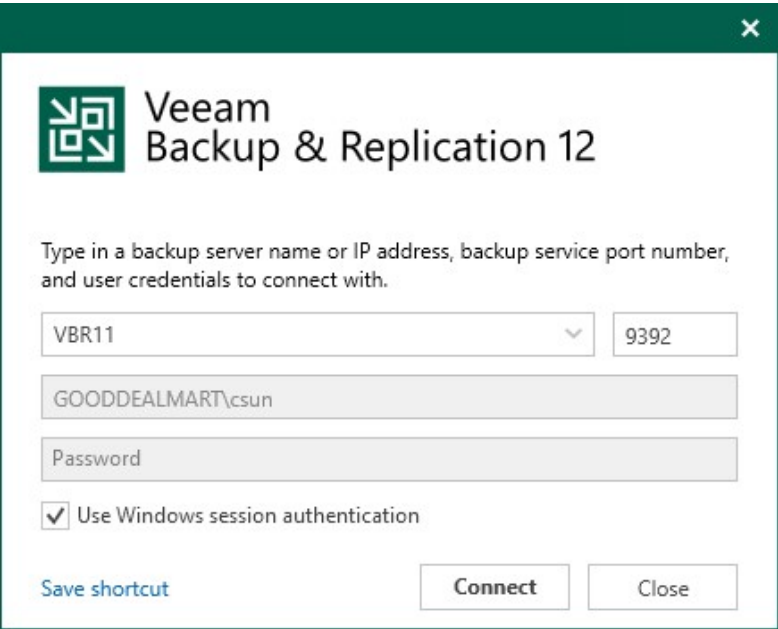 Veeam
Backup & Replication 12
Type in a backup server name or IP address, backup service port number,
and user credentials to connect with.
VBR11
9392
GOODDEALMART\csun
Password
Use Windows session authentication
Save shortcut
Connect
Close